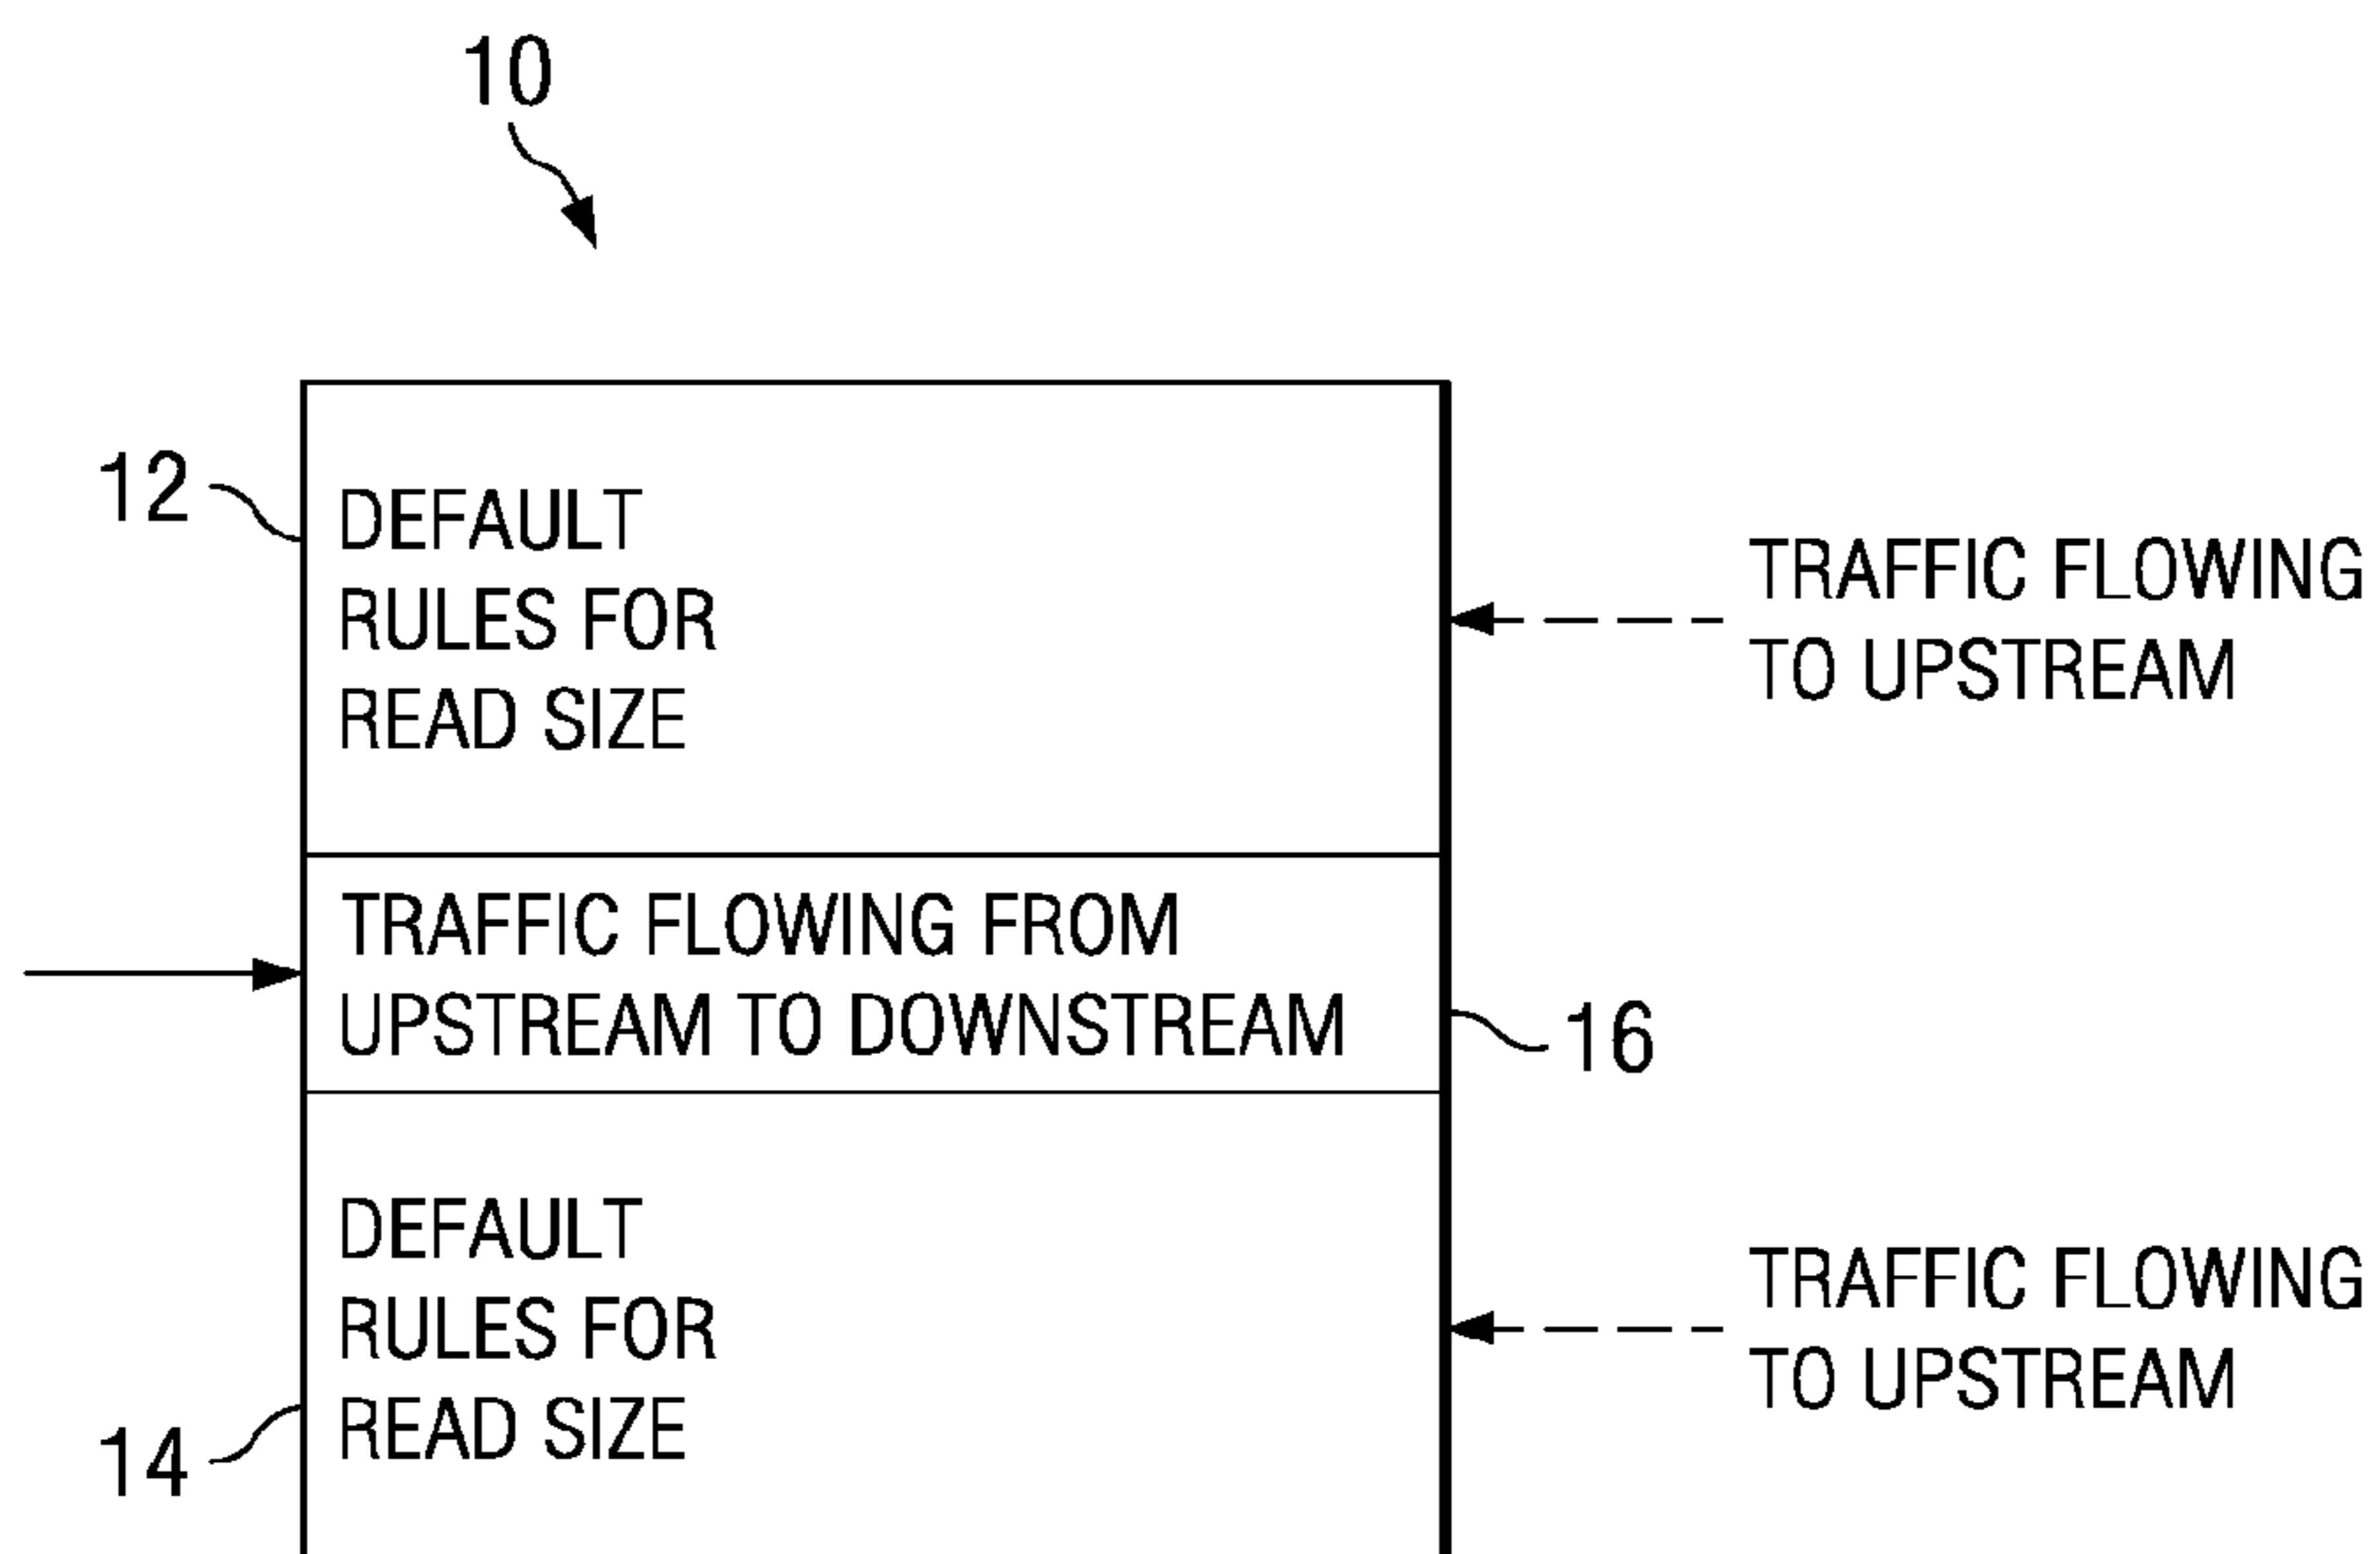 10
12
DEFAULT
RULES FOR
READ SIZE
TRAFFIC FLOWING
TO UPSTREAM
TRAFFIC FLOWING FROM
UPSTREAM TO DOWNSTREAM
16
DEFAULT
RULES FOR
READ SIZE
14
TRAFFIC FLOWING
TO UPSTREAM